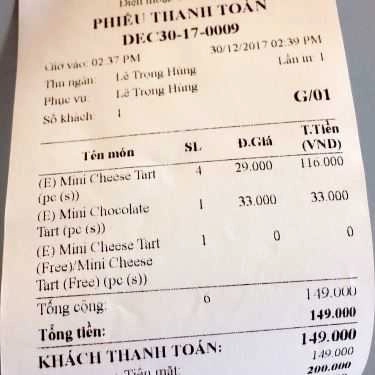 Điện thoại
PHIẾU THANH TOÁN
DEC30-17-0009
Giờ vào: 02:37 PM 30/12/2017 02:39 PM
Thu ngân: Lê Trọng Hùng Lần in: 1
Phục vụ: Lê Trọng Hùng
Số khách: 1 G/01
Tên món SL Đ.Giá T.Tiền (VND)
(E) Mini Cheese Tart 4 29.000 116.000
(pc (s))
(E) Mini Chocolate 1 33.000 33.000
Tart (pc (s))
(E) Mini Cheese Tart 1 0 0
(Free)/Mini Cheese
Tart (Free) (pc (s))
Tổng cộng: 6 149.000
Tổng tiền: 149.000
KHÁCH THANH TOÁN: 149.000
Tiền mặt: 149.000
200.000